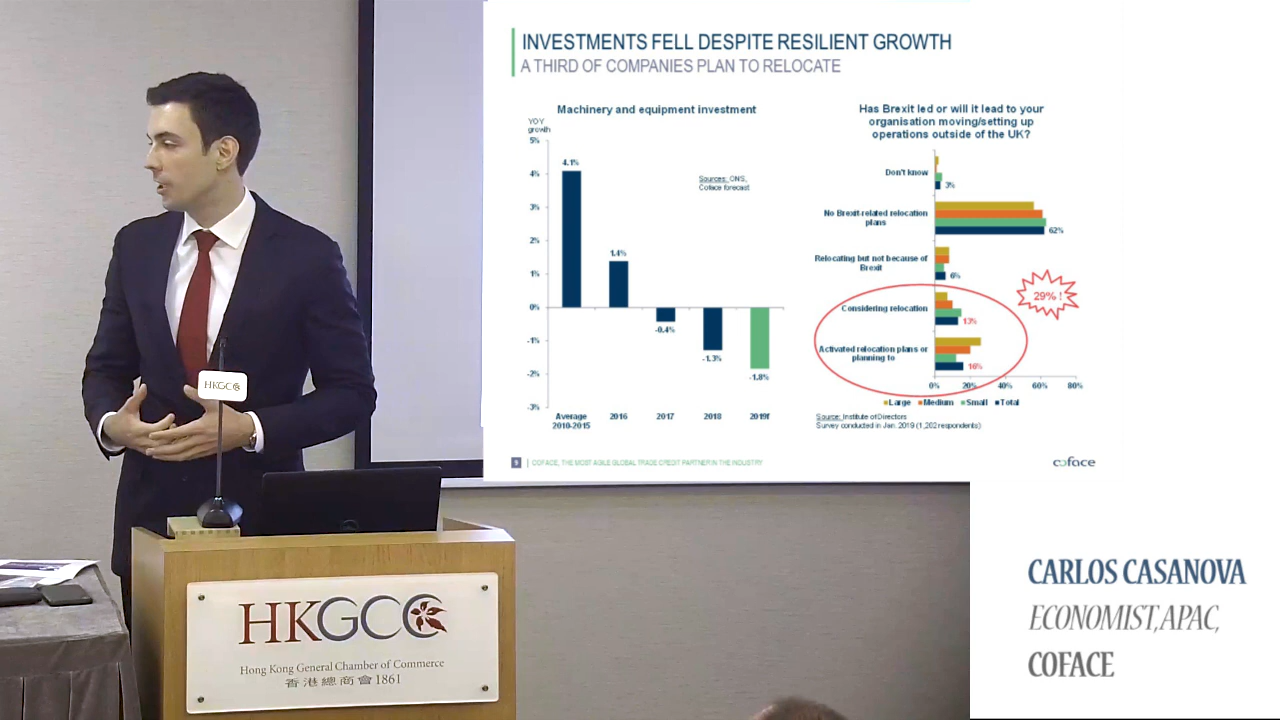 INVESTMENTS FELL DESPITE RESILIENT GROWTH
A THIRD OF COMPANIES PLAN TO RELOCATE
Machinery and equipment investment
YOY
growth
5%
4%
3%
2%
1%
0%
-1%
-2%
-3%
4.1%
1.4%
-0.4%
-1.3%
-1.8%
Sources: ONS,
Coface forecast
Average
2010-2015
2016
2017
2018
2019f
Has Brexit led or will it lead to your
organisation moving/setting up
operations outside of the UK?
Don't know
3%
No Brexit-related relocation
plans
62%
Relocating but not because of
Brexit
6%
29% !
Considering relocation
13%
Activated relocation plans or
planning to
16%
0% 20% 40% 60% 80%
Large Medium Small Total
Source: Institute of Directors
Survey conducted in Jan. 2019 (1,202 respondents)
9 COFACE, THE MOST AGILE GLOBAL TRADE CREDIT PARTNER IN THE INDUSTRY
coface
HKGCC
HKGCC
Hong Kong General Chamber of Commerce
香港總商會 1861
CARLOS CASANOVA
ECONOMIST, APAC,
COFACE